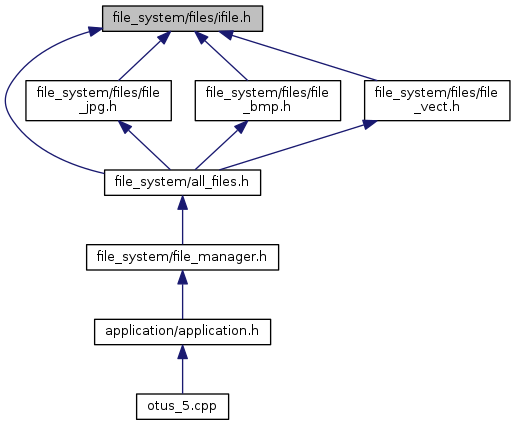 file_system/files/ifile.h
file_system/files/file
_jpg.h
file_system/files/file
_bmp.h
file_system/files/file
_vect.h
file_system/all_files.h
file_system/file_manager.h
application/application.h
otus_5.cpp